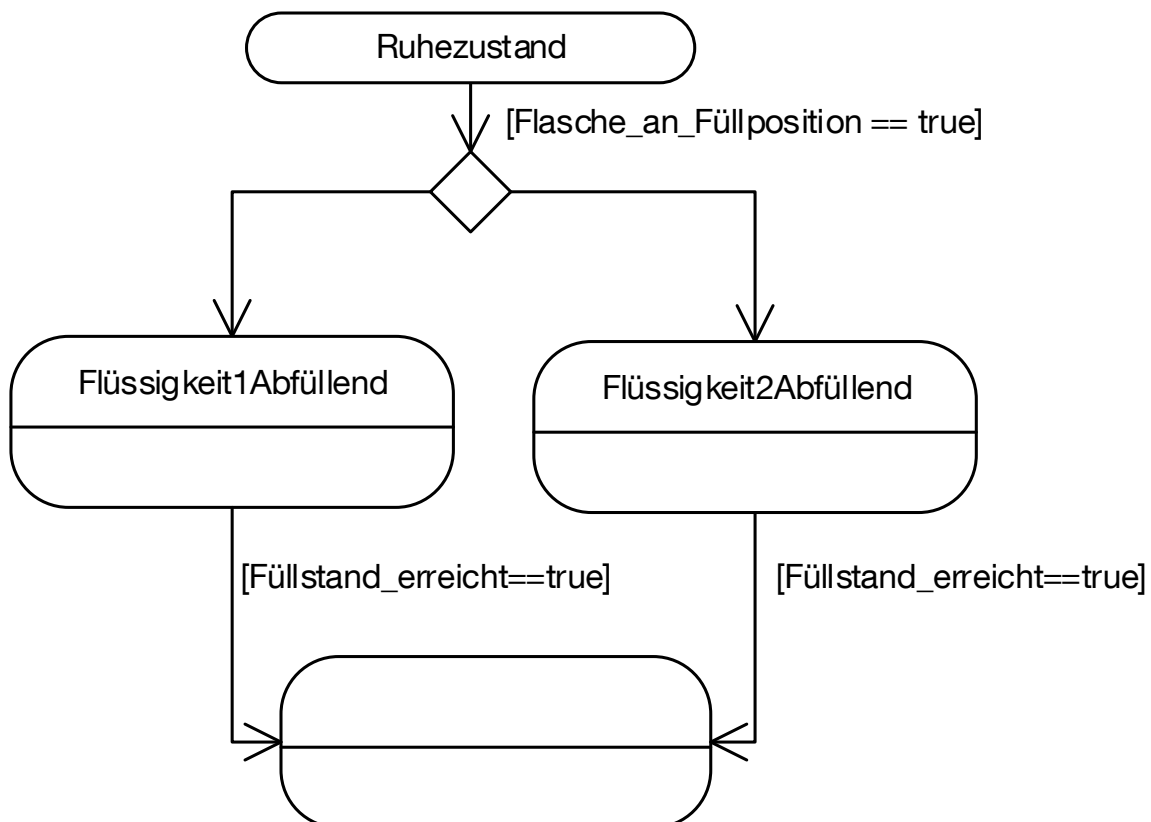 Ruhezustand
[Flasche_an_Füllposition == true]
Flüssigkeit1Abfüllend
Flüssigkeit2Abfüllend
[Füllstand_erreicht==true]
[Füllstand_erreicht==true]